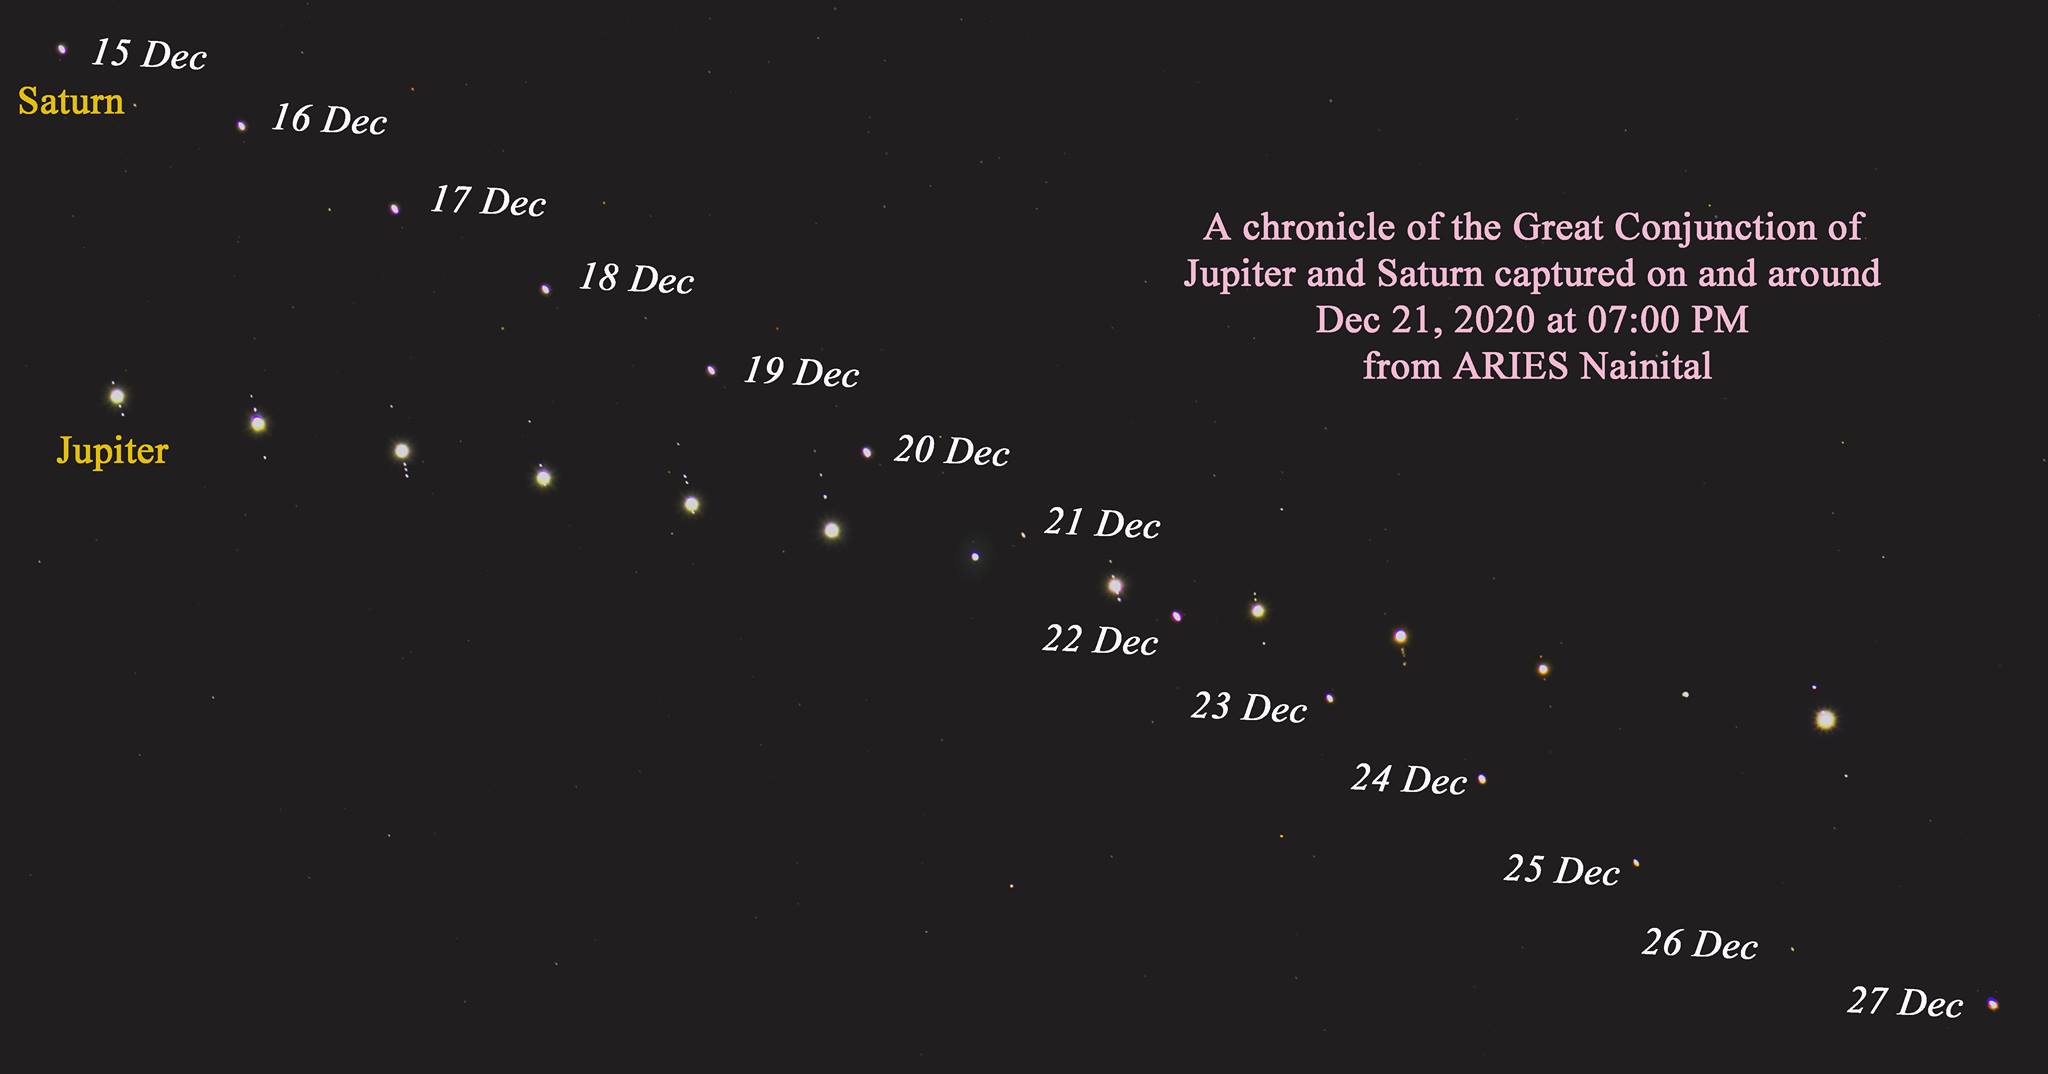 15 Dec
Saturn
16 Dec
17 Dec
18 Dec
19 Dec
20 Dec
21 Dec
22 Dec
23 Dec
24 Dec
25 Dec
26 Dec
27 Dec
Jupiter
A chronicle of the Great Conjunction of
Jupiter and Saturn captured on and around
Dec 21, 2020 at 07:00 PM
from ARIES Nainital